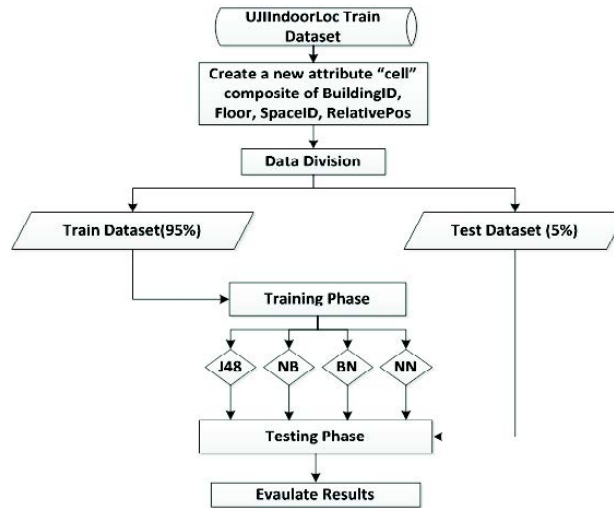 UJIIndoorLoc Train
Dataset
Create a new attribute “cell”
composite of BuildingID,
Floor, SpaceID, RelativePos
Data Division
Train Dataset(95%)
Test Dataset (5%)
Training Phase
J48
NB
BN
NN
Testing Phase
Evaulate Results